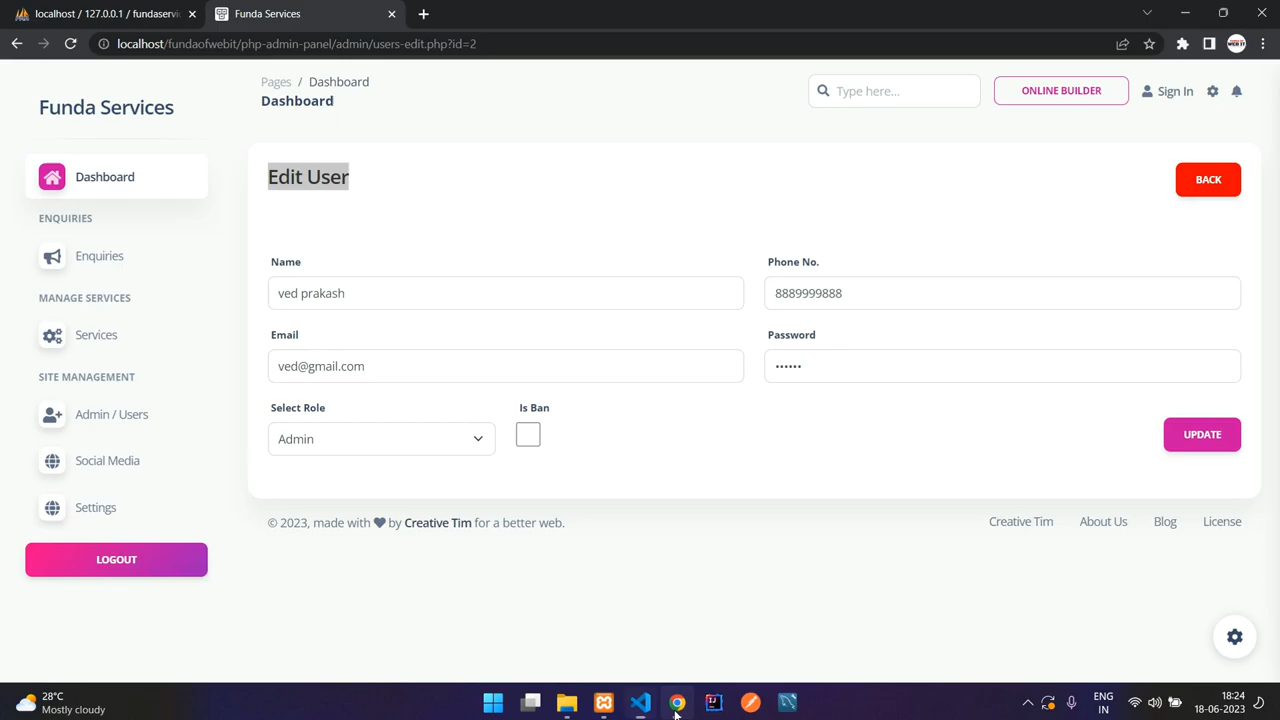 localhost / 127.0.0.1 / fundaservic
Funda Services
localhost/fundaofwebit/php-admin-panel/admin/users-edit.php?id=2
Funda Services
Pages / Dashboard
Dashboard
Type here...
ONLINE BUILDER
Sign In
Dashboard
ENQUIRIES
Enquiries
MANAGE SERVICES
Services
SITE MANAGEMENT
Admin / Users
Social Media
Settings
LOGOUT
Edit User
BACK
Name
Phone No.
ved prakash
8889999888
Email
Password
ved@gmail.com
••••••
Select Role
Is Ban
Admin
UPDATE
© 2023, made with ♥ by Creative Tim for a better web.
Creative Tim
About Us
Blog
License
28°C
Mostly cloudy
ENG
IN
18:24
18-06-2023